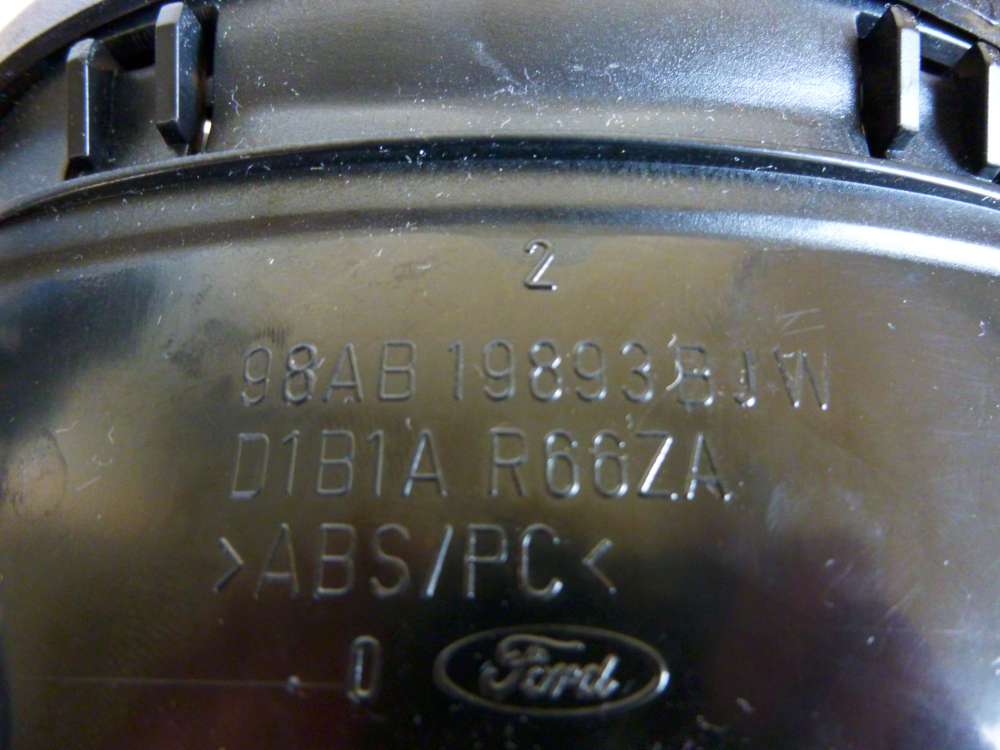 2
98AB 19893 BJW
D1B1A R66ZA
>ABS/PC<
0 Ford